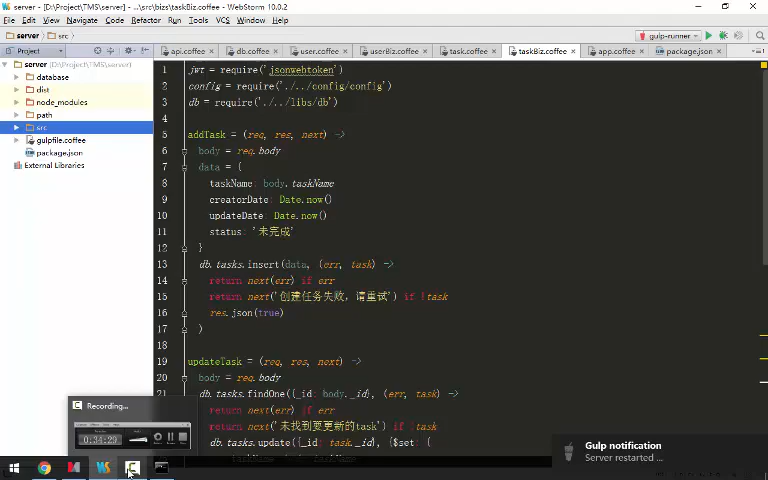 server - [D:\Project\TMS\server] - ...\src\bizs\taskBiz.coffee - WebStorm 10.0.2
File Edit View Navigate Code Refactor Run Tools VCS Window Help
server src gulp-runner
Project
api.coffee db.coffee user.coffee userBiz.coffee task.coffee taskBiz.coffee app.coffee package.json
server
database
dist
node_modules
path
src
gulpfile.coffee
package.json
External Libraries
1 jwt = require('jsonwebtoken')
2 config = require('./../config/config')
3 db = require('./../libs/db')
4
5 addTask = (req, res, next) ->
6 body = req.body
7 data = {
8 taskName: body.taskName
9 creatorDate: Date.now()
10 updateDate: Date.now()
11 status: '未完成'
12 }
13 db.tasks.insert(data, (err, task) ->
14 return next(err) if err
15 return next('创建任务失败，请重试') if !task
16 res.json(true)
17 )
18
19 updateTask = (req, res, next) ->
20 body = req.body
21 db.tasks.findOne({_id: body._id}, (err, task) ->
return next(err) if err
return next('未找到要更新的task') if !task
db.tasks.update({_id: task._id}, {$set: {
Recording...
0:34:29
Gulp notification
Server restarted ...